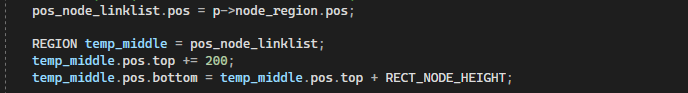 pos_node_linklist.pos = p->node_region.pos;
REGION temp_middle = pos_node_linklist;
temp_middle.pos.top += 200;
temp_middle.pos.bottom = temp_middle.pos.top + RECT_NODE_HEIGHT;